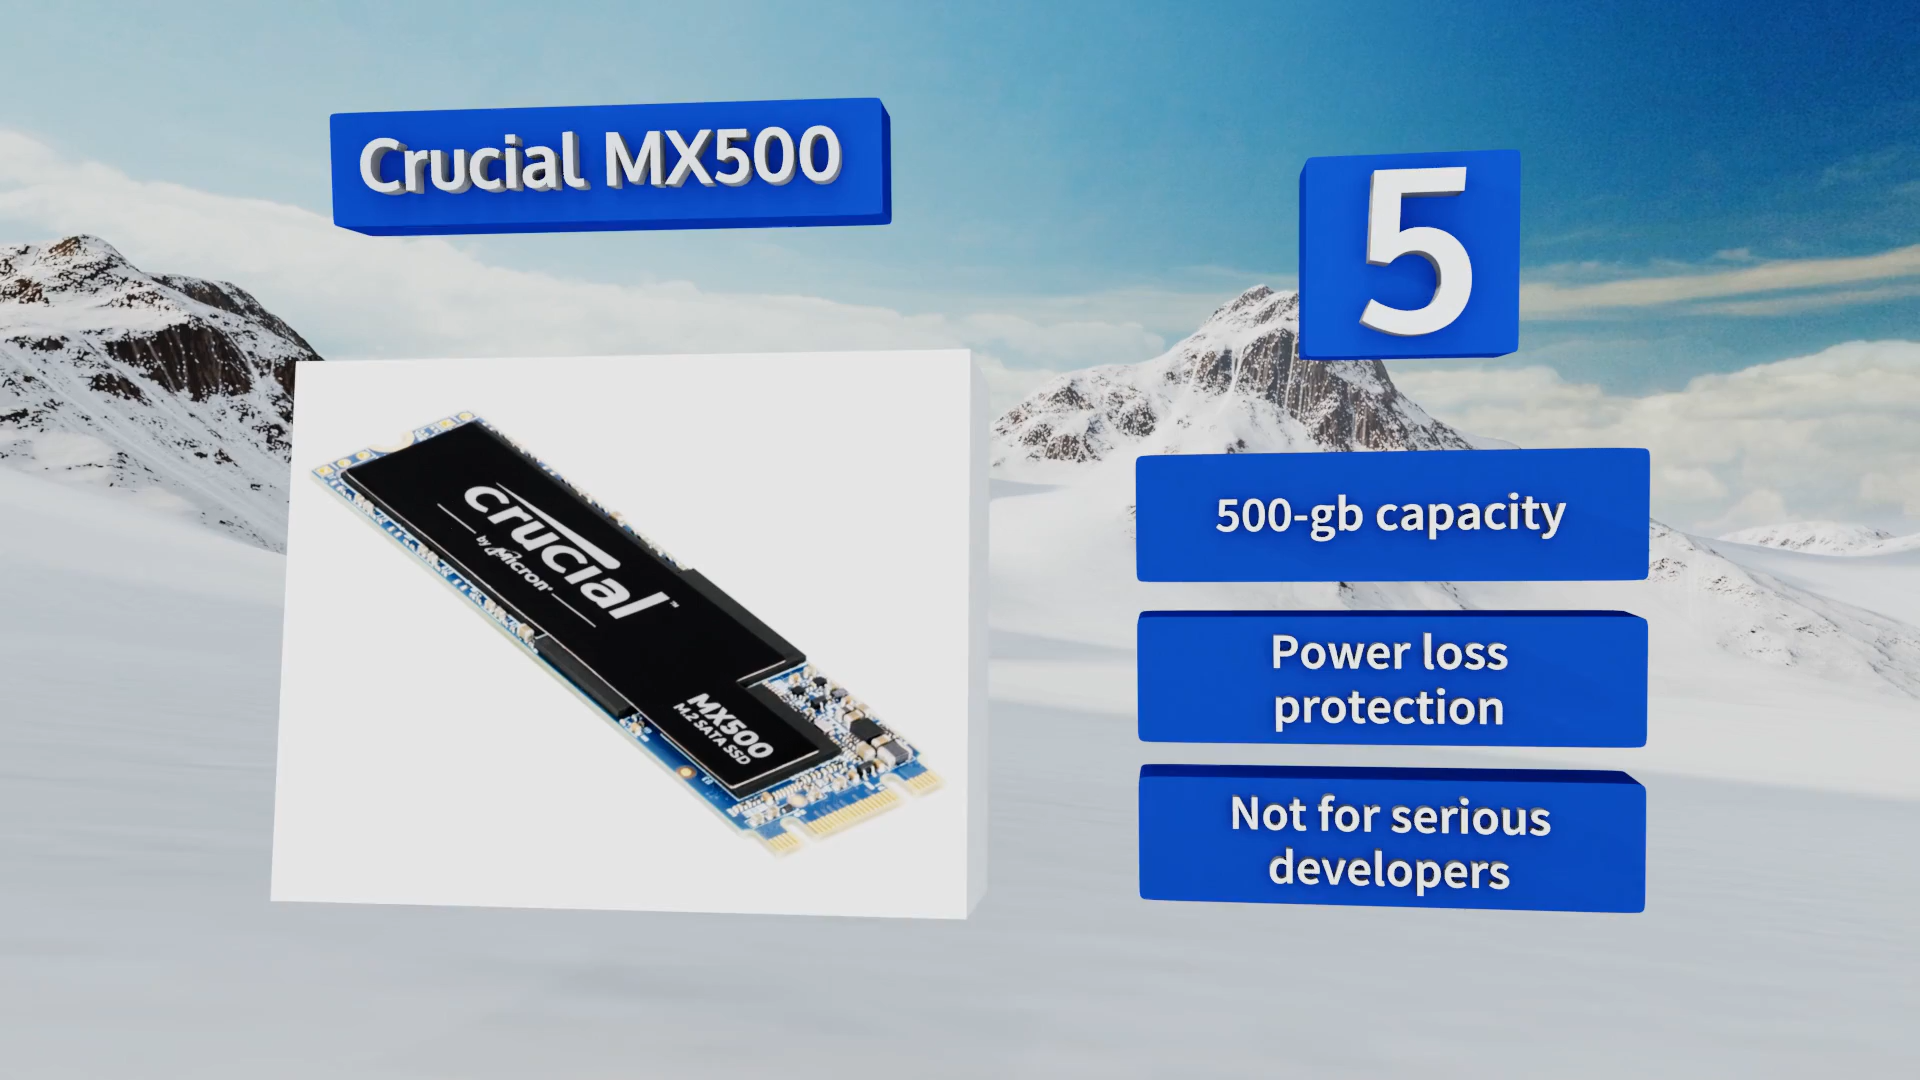 Crucial MX500
5
crucial™
by Micron®
MX500
M.2 SATA SSD
500-gb capacity
Power loss
protection
Not for serious
developers